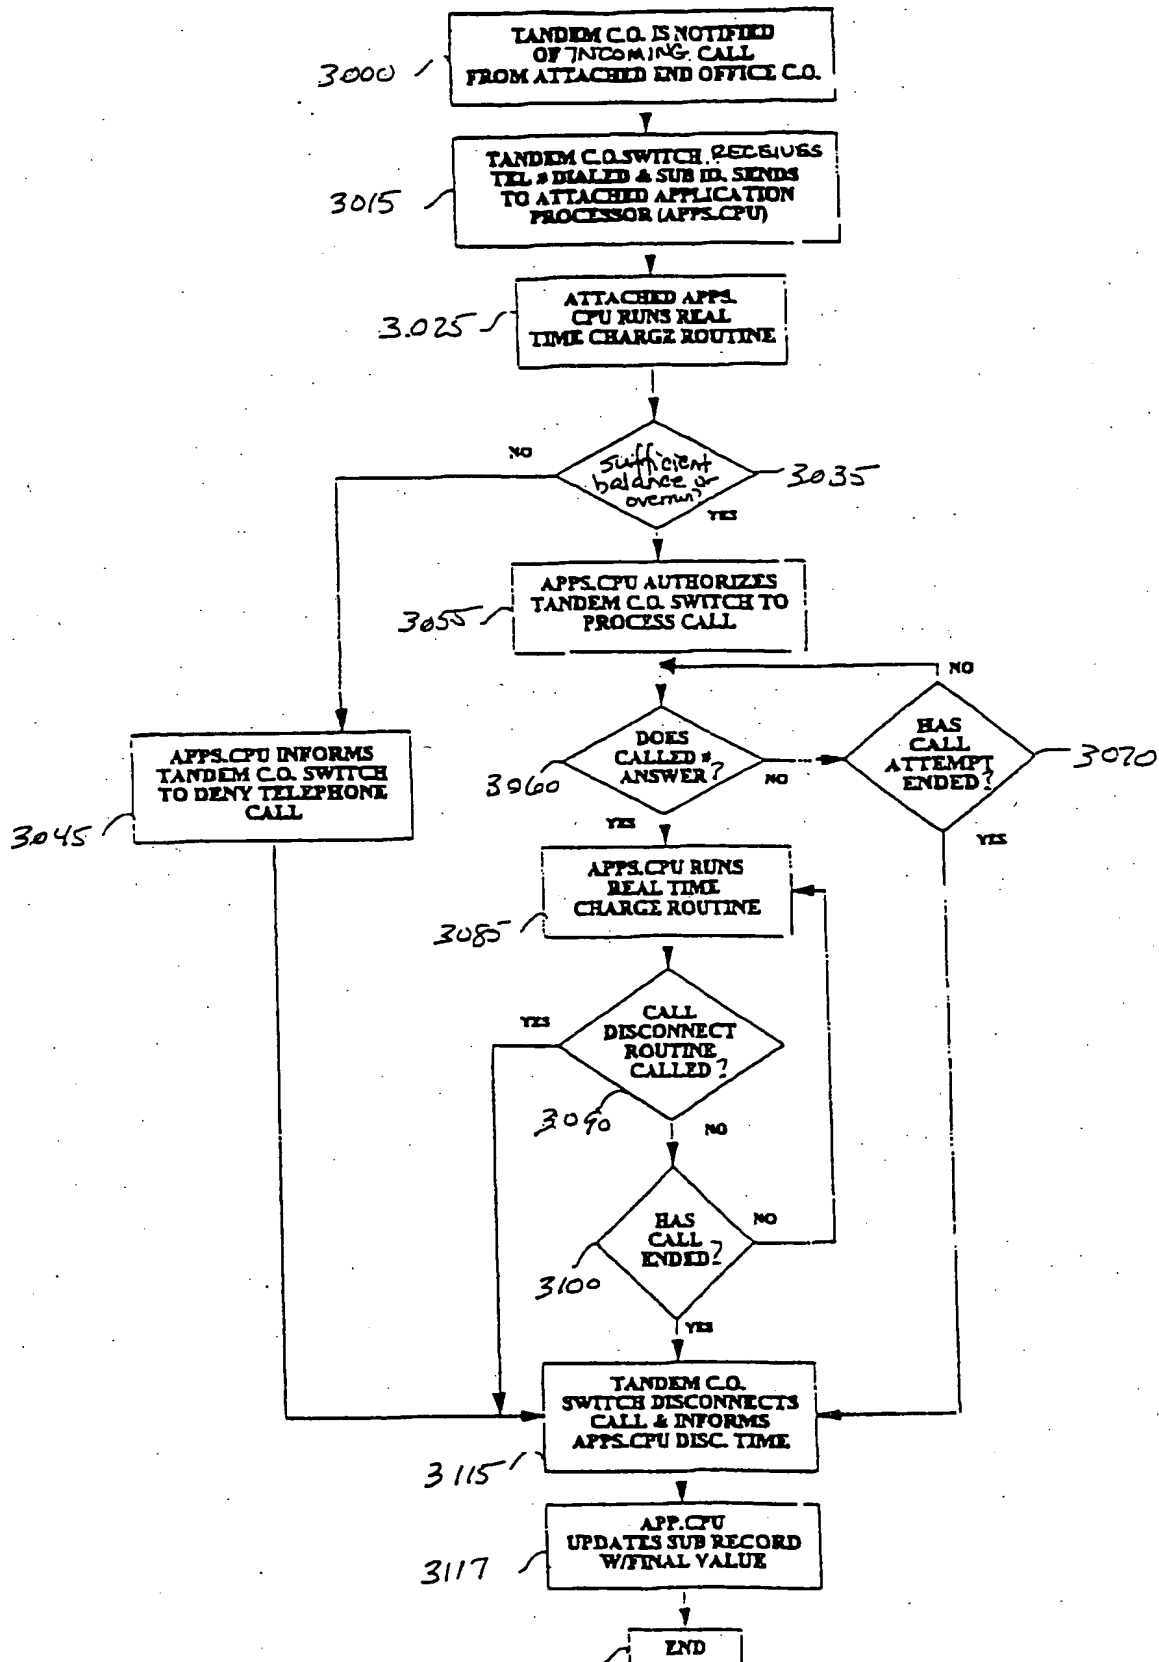 TANDEM C.O. IS NOTIFIED
OF INCOMING CALL
FROM ATTACHED END OFFICE C.O.
3000
TANDEM C.O. SWITCH RECEIVES
TEL # DIALED & SUB ID. SENDS
TO ATTACHED APPLICATION
PROCESSOR (APPS.CPU)
3015
ATTACHED APPS.
CPU RUNS REAL
TIME CHARGE ROUTINE
3025
NO
sufficient
balance or
overrun?
3035
YES
APPS.CPU AUTHORIZES
TANDEM C.O. SWITCH TO
PROCESS CALL
3055
NO
DOES
CALLED #
ANSWER?
3060
NO
HAS
CALL
ATTEMPT
ENDED?
3070
YES
YES
APPS.CPU INFORMS
TANDEM C.O. SWITCH
TO DENY TELEPHONE
CALL
3045
APPS.CPU RUNS
REAL TIME
CHARGE ROUTINE
3085
YES
CALL
DISCONNECT
ROUTINE
CALLED?
3090
NO
HAS
CALL
ENDED?
NO
3100
YES
TANDEM C.O.
SWITCH DISCONNECTS
CALL & INFORMS
APPS.CPU DISC. TIME
3115
APP.CPU
UPDATES SUB RECORD
W/FINAL VALUE
3117
END